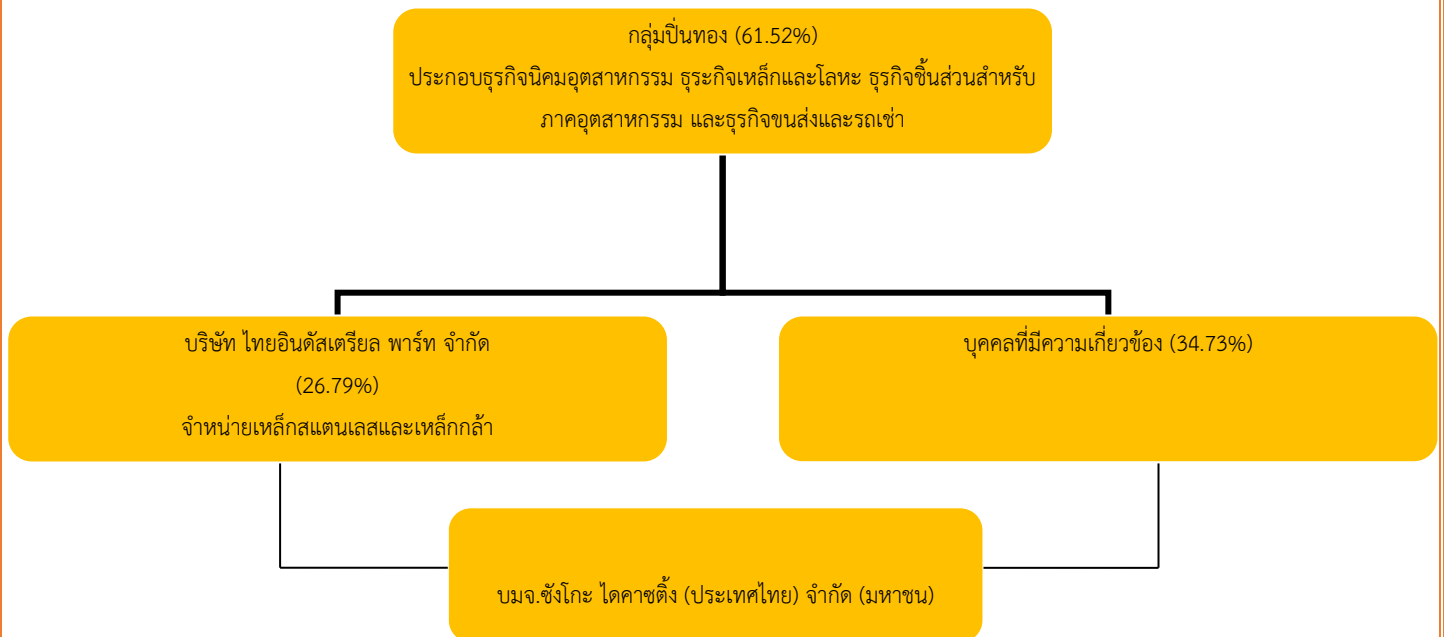 กลุ่มปิ่นทอง (61.52%)
ประกอบธุรกิจนิคมอุตสาหกรรม ธุระกิจเหล็กและโลหะ ธุรกิจชิ้นส่วนสำหรับ
ภาคอุตสาหกรรม และธุรกิจขนส่งและรถเช่า
บริษัท ไทยอินดัสเตรียล พาร์ท จำกัด
(26.79%)
จำหน่ายเหล็กสแตนเลสและเหล็กกล้า
บุคคลที่มีความเกี่ยวข้อง (34.73%)
บมจ.ซังโกะ ไดคาซติ้ง (ประเทศไทย) จำกัด (มหาชน)